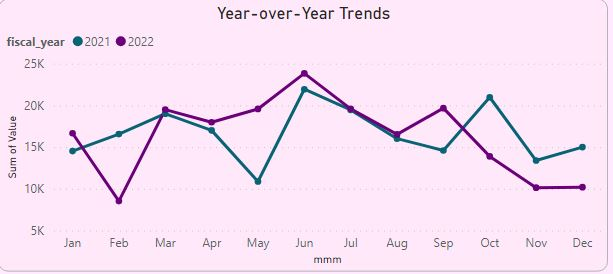 Year-over-Year Trends
fiscal_year 2021 2022
25K
20K
15K
10K
5K
Sum of Value
Jan Feb Mar Apr May Jun Jul Aug Sep Oct Nov Dec
mmm